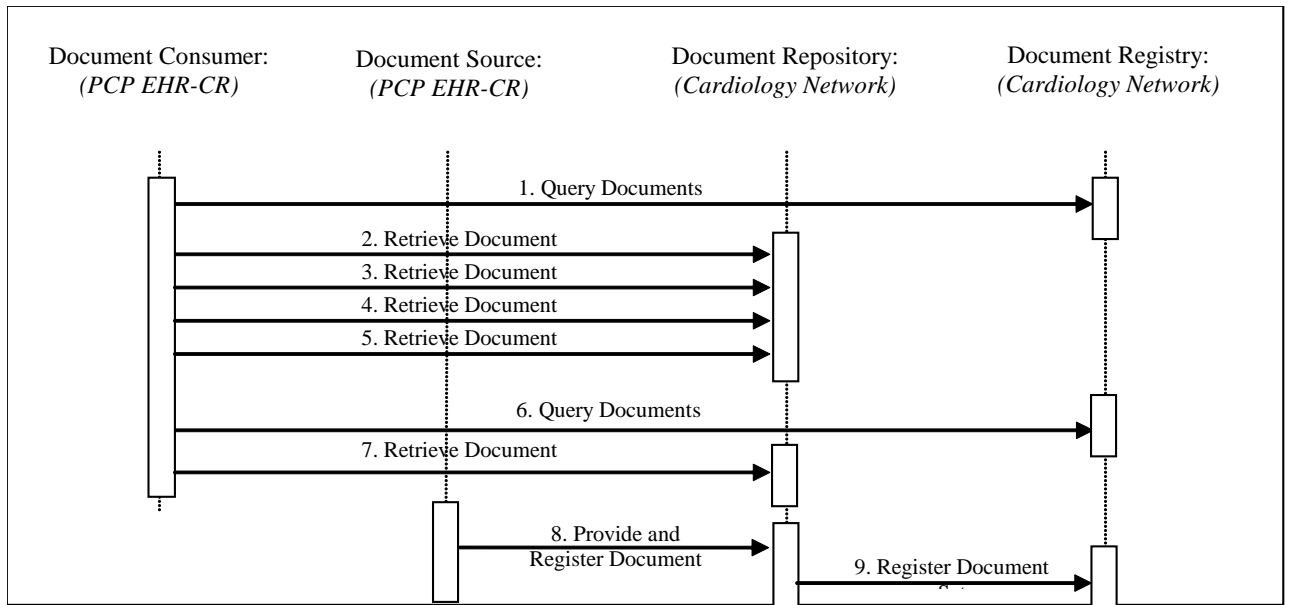 Document Consumer:
(PCP EHR-CR)
Document Source:
(PCP EHR-CR)
Document Repository:
(Cardiology Network)
Document Registry:
(Cardiology Network)
1. Query Documents
2. Retrieve Document
3. Retrieve Document
4. Retrieve Document
5. Retrieve Document
6. Query Documents
7. Retrieve Document
8. Provide and
Register Document
9. Register Document